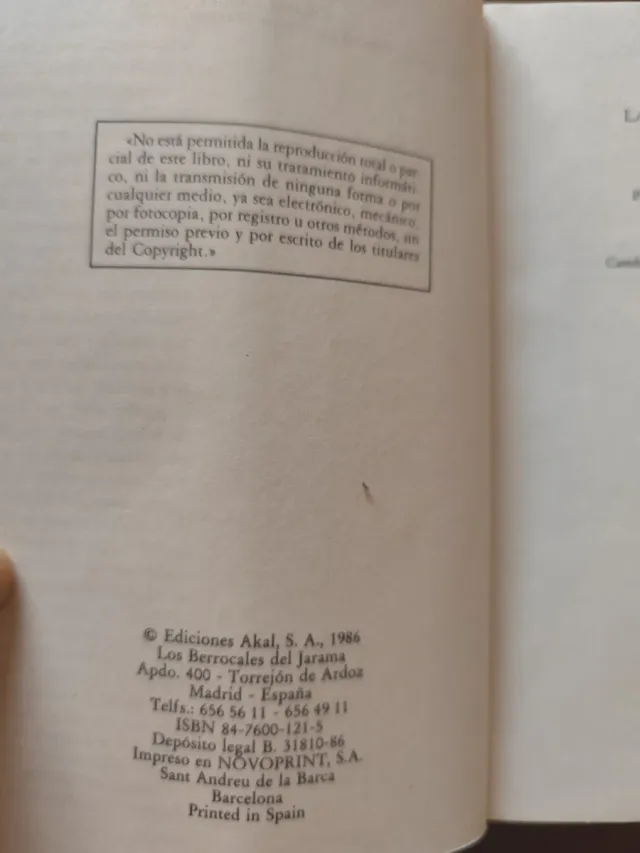 «No está permitida la reproducción total o par-
cial de este libro, ni su tratamiento informáti-
co, ni la transmisión de ninguna forma o por
cualquier medio, ya sea electrónico, mecánico,
por fotocopia, por registro u otros métodos, sin
el permiso previo y por escrito de los titulares
del Copyright.»
© Ediciones Akal, S. A., 1986
Los Berrocales del Jarama
Apdo. 400 - Torrejón de Ardoz
Madrid - España
Telfs.: 656 56 11 - 656 49 11
ISBN 84-7600-121-5
Depósito legal B. 31810-86
Impreso en NOVOPRINT, S.A.
Sant Andreu de la Barca
Barcelona
Printed in Spain